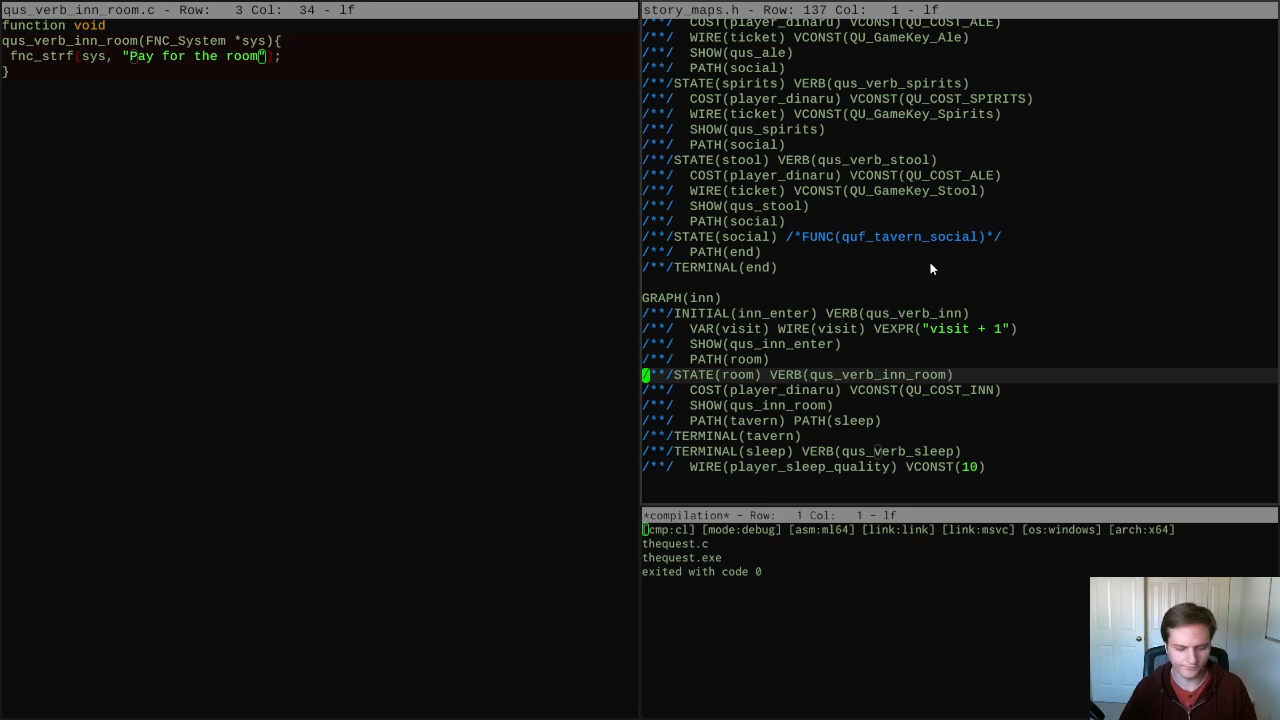 qus_verb_inn_room.c - Row:   3 Col:  34 - lf
function void
qus_verb_inn_room(FNC_System *sys){
 fnc_strf(sys, "Pay for the room");
}
story_maps.h - Row: 137 Col:   1 - lf
/**/  COST(player_dinaru) VCONST(QU_COST_ALE)
/**/  WIRE(ticket) VCONST(QU_GameKey_Ale)
/**/  SHOW(qus_ale)
/**/  PATH(social)
/**/STATE(spirits) VERB(qus_verb_spirits)
/**/  COST(player_dinaru) VCONST(QU_COST_SPIRITS)
/**/  WIRE(ticket) VCONST(QU_GameKey_Spirits)
/**/  SHOW(qus_spirits)
/**/  PATH(social)
/**/STATE(stool) VERB(qus_verb_stool)
/**/  COST(player_dinaru) VCONST(QU_COST_ALE)
/**/  WIRE(ticket) VCONST(QU_GameKey_Stool)
/**/  SHOW(qus_stool)
/**/  PATH(social)
/**/STATE(social) /*FUNC(quf_tavern_social)*/
/**/  PATH(end)
/**/TERMINAL(end)
GRAPH(inn)
/**/INITIAL(inn_enter) VERB(qus_verb_inn)
/**/  VAR(visit) WIRE(visit) VEXPR("visit + 1")
/**/  SHOW(qus_inn_enter)
/**/  PATH(room)
/**/STATE(room) VERB(qus_verb_inn_room)
/**/  COST(player_dinaru) VCONST(QU_COST_INN)
/**/  SHOW(qus_inn_room)
/**/  PATH(tavern) PATH(sleep)
/**/TERMINAL(tavern)
/**/TERMINAL(sleep) VERB(qus_verb_sleep)
/**/  WIRE(player_sleep_quality) VCONST(10)
*compilation* - Row:   1 Col:   1 - lf
[cmp:cl] [mode:debug] [asm:ml64] [link:link] [link:msvc] [os:windows] [arch:x64]
thequest.c
thequest.exe
exited with code 0